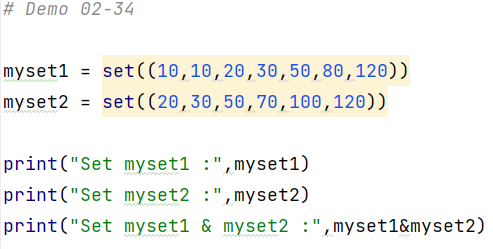 # Demo 02-34
myset1 = set((10,10,20,30,50,80,120))
myset2 = set((20,30,50,70,100,120))
print("Set myset1 :",myset1)
print("Set myset2 :",myset2)
print("Set myset1 & myset2 :",myset1&myset2)